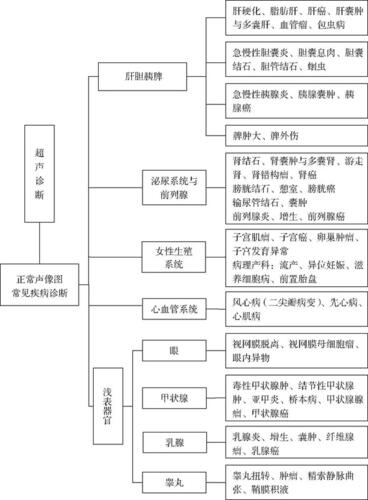 超声诊断
正常声像图
常见疾病诊断
肝胆胰脾
肝硬化、脂肪肝、肝癌、肝囊肿
与多囊肝、血管瘤、包虫病
急慢性胆囊炎、胆囊息肉、胆囊
结石、胆管结石、蛔虫
急慢性胰腺炎、胰腺囊肿、胰
腺癌
脾肿大、脾外伤
泌尿系统与
前列腺
肾结石、肾囊肿与多囊肾、游走
肾、肾错构瘤、肾癌
膀胱结石、憩室、膀胱癌
输尿管结石、囊肿
前列腺炎、增生、前列腺癌
女性生殖
系统
子宫肌瘤、子宫癌、卵巢肿瘤、
子宫发育异常
病理产科：流产、异位妊娠、滋
养细胞病、前置胎盘
心血管系统
风心病（二尖瓣病变）、先心病、
心肌病
浅表器官
眼
视网膜脱离、视网膜母细胞瘤、
眼内异物
甲状腺
毒性甲状腺肿、结节性甲状腺
肿、亚甲炎、桥本病、甲状腺腺
瘤、甲状腺癌
乳腺
乳腺炎、增生、囊肿、纤维腺
瘤、乳腺癌
睾丸
睾丸扭转、肿瘤、精索静脉曲
张、鞘膜积液